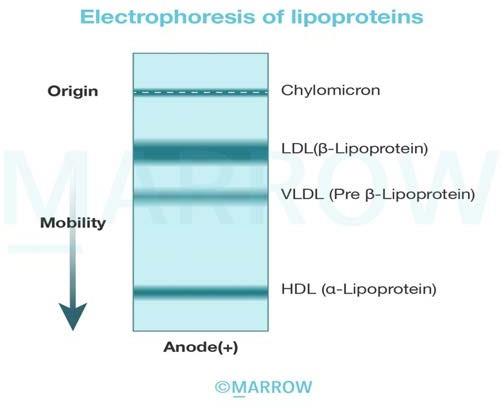 Electrophoresis of lipoproteins
Origin
Chylomicron
LDL(β-Lipoprotein)
VLDL (Pre β-Lipoprotein)
Mobility
HDL (α-Lipoprotein)
Anode(+)
©MARROW
MARROW